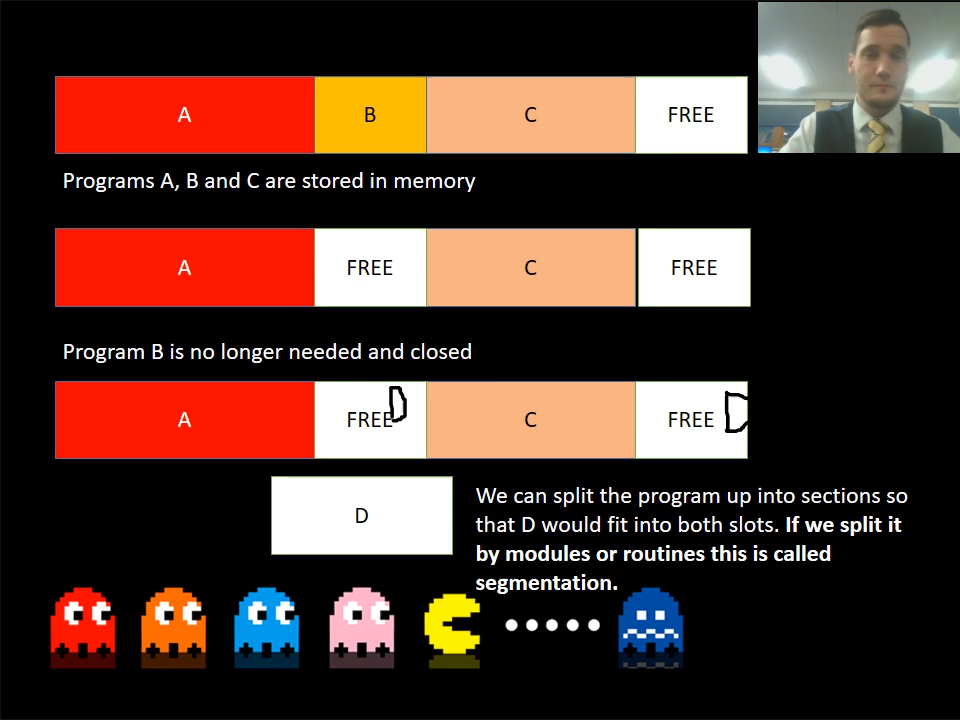 A B C FREE
Programs A, B and C are stored in memory
A FREE C FREE
Program B is no longer needed and closed
A FREE D C FREE D
D
We can split the program up into sections so
that D would fit into both slots. If we split it
by modules or routines this is called
segmentation.